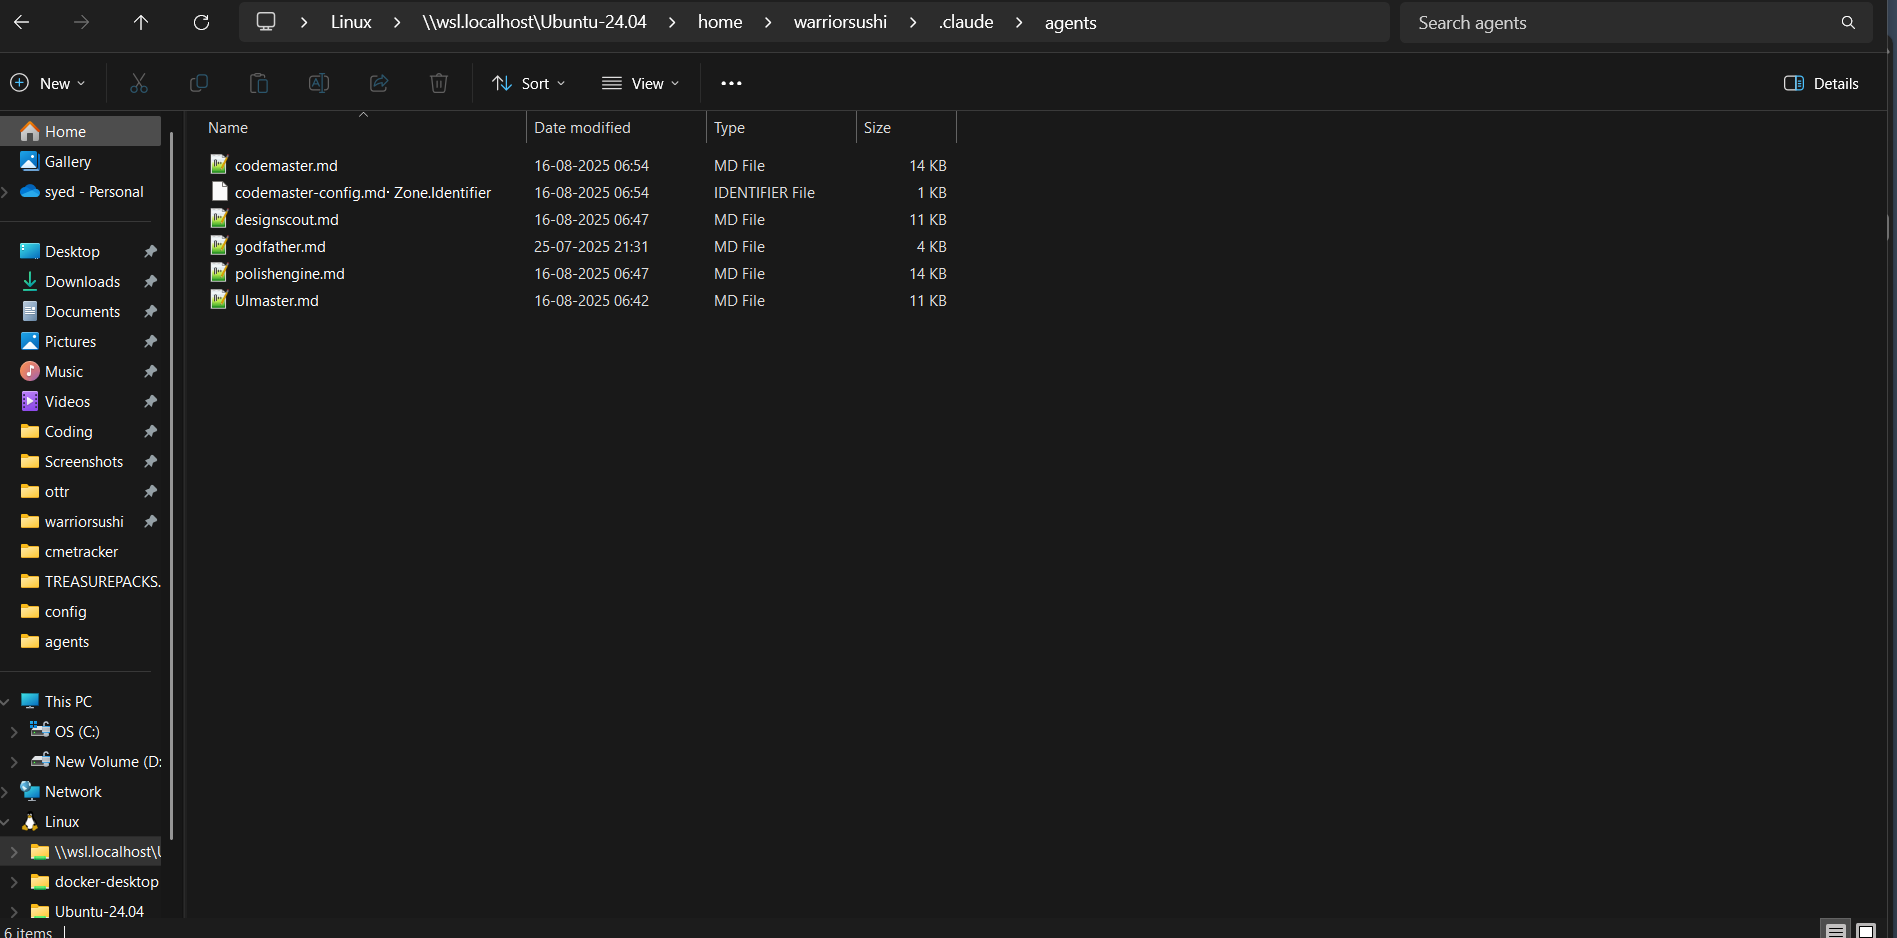 Linux \\wsl.localhost\Ubuntu-24.04 home warriorsushi .claude agents Search agents
New Sort View Details
Name Date modified Type Size
codemaster.md 16-08-2025 06:54 MD File 14 KB
codemaster-config.md· Zone.Identifier 16-08-2025 06:54 IDENTIFIER File 1 KB
designscout.md 16-08-2025 06:47 MD File 11 KB
godfather.md 25-07-2025 21:31 MD File 4 KB
polishengine.md 16-08-2025 06:47 MD File 14 KB
UImaster.md 16-08-2025 06:42 MD File 11 KB
Home
Gallery
syed - Personal
Desktop
Downloads
Documents
Pictures
Music
Videos
Coding
Screenshots
ottr
warriorsushi
cmetracker
TREASUREPACKS.
config
agents
This PC
OS (C:)
New Volume (D:
Network
Linux
\\wsl.localhost\U
docker-desktop
Ubuntu-24.04
6 items